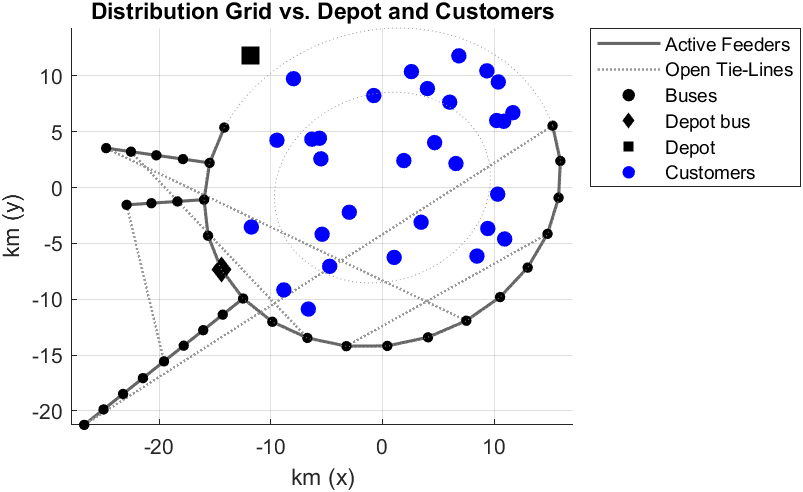 Distribution Grid vs. Depot and Customers
Active Feeders
Open Tie-Lines
Buses
Depot bus
Depot
Customers
10
5
0
-5
-10
-15
-20
km (y)
-20
-10
0
10
km (x)